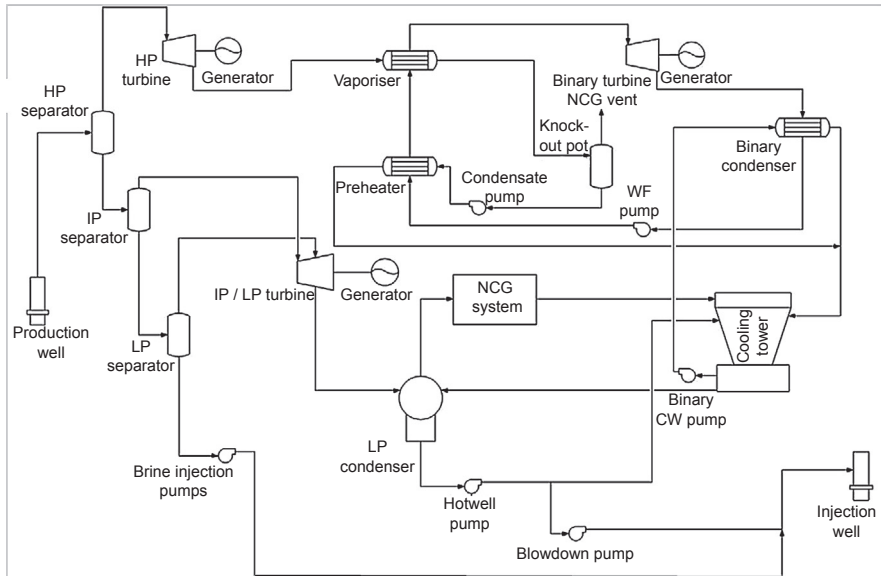 HP
turbine
Generator
Vaporiser
Binary turbine
NCG vent
Generator
HP
separator
Knock-
out pot
Binary
condenser
Preheater
Condensate
pump
WF
pump
IP
separator
IP / LP turbine
Generator
NCG
system
Production
well
LP
separator
Cooling
tower
Binary
CW pump
LP
condenser
Brine injection
pumps
Hotwell
pump
Injection
well
Blowdown pump